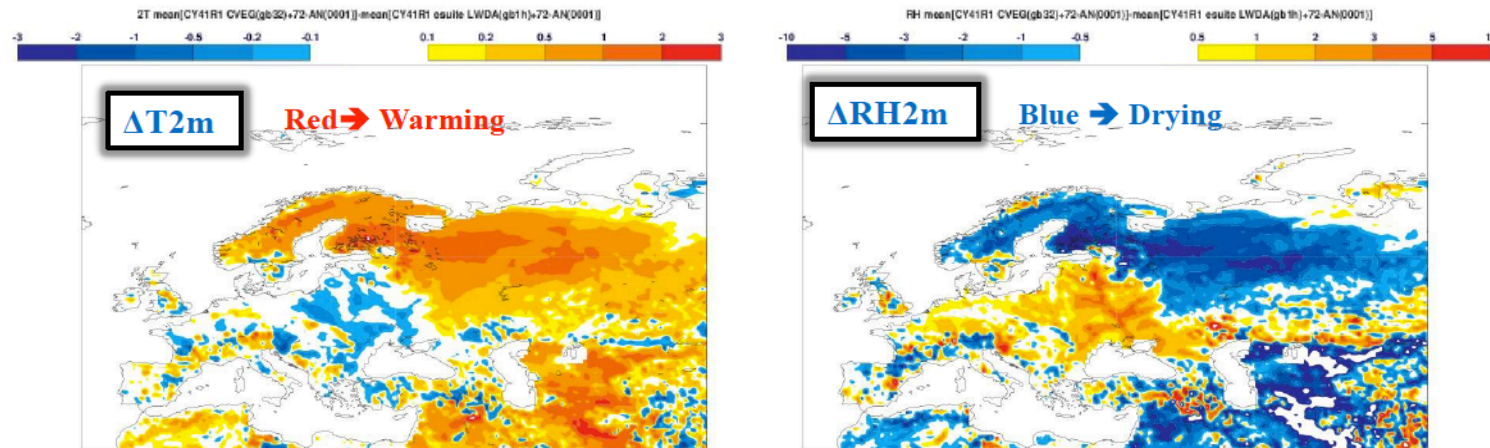 2T mean[CY41R1 CVEG(gb32)+72-AN(0001)]-mean[CY41R1 esuite LWDA(gb1h)+72-AN(0001)]
-3 -2 -1 -0.5 -0.2 -0.1 0.1 0.2 0.5 1 2 3
ΔT2m Red➔ Warming
RH mean[CY41R1 CVEG(gb32)+72-AN(0001)]-mean[CY41R1 esuite LWDA(gb1h)+72-AN(0001)]
-10 -5 -3 -2 -1 -0.5 0.5 1 2 3 5 1
ΔRH2m Blue ➔ Drying